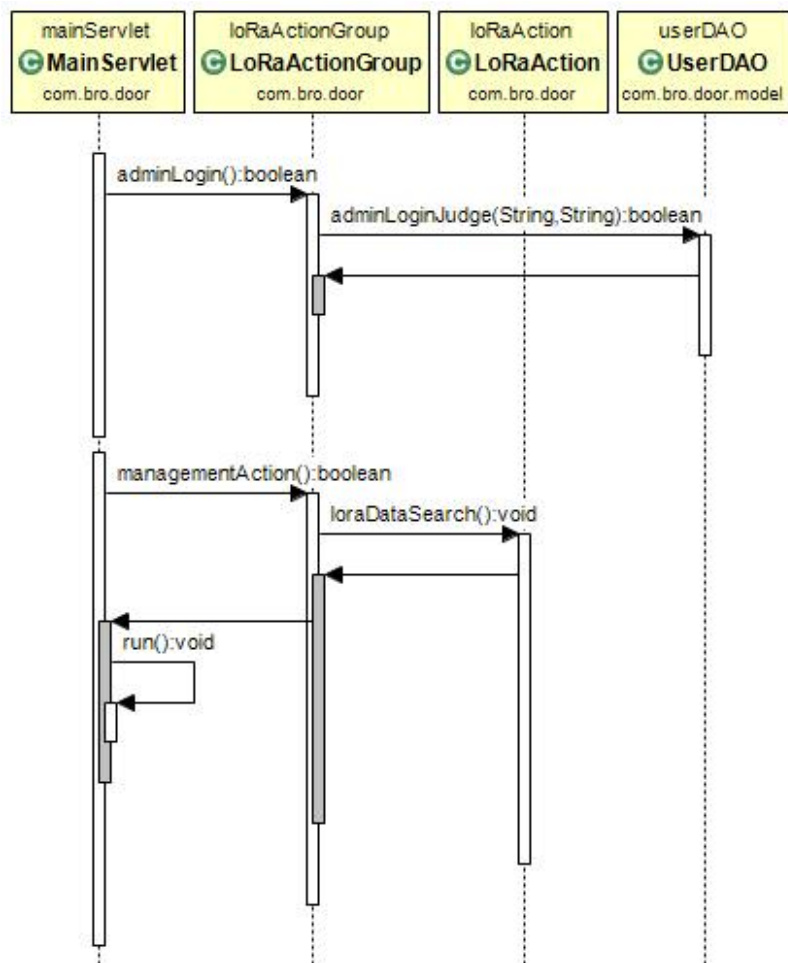 mainServlet
C MainServlet
com.bro.door
loRaActionGroup
C LoRaActionGroup
com.bro.door
loRaAction
C LoRaAction
com.bro.door
userDAO
C UserDAO
com.bro.door.model
adminLogin():boolean
adminLoginJudge(String,String):boolean
managementAction():boolean
loraDataSearch():void
run():void